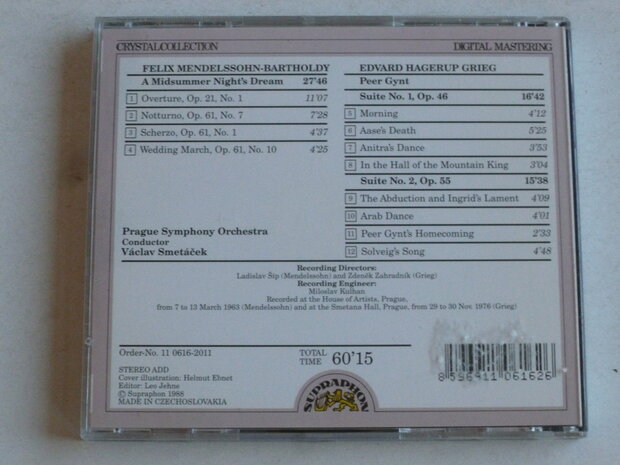 CRYSTALCOLLECTION
DIGITAL MASTERING
FELIX MENDELSSOHN-BARTHOLDY
A Midsummer Night's Dream 27'46
1 Overture, Op. 21, No. 1 11'07
2 Notturno, Op. 61, No. 7 7'28
3 Scherzo, Op. 61, No. 1 4'37
4 Wedding March, Op. 61, No. 10 4'25
EDVARD HAGERUP GRIEG
Peer Gynt
Suite No. 1, Op. 46 16'42
5 Morning 4'12
6 Aase's Death 5'25
7 Anitra's Dance 3'53
8 In the Hall of the Mountain King 3'04
Suite No. 2, Op. 55 15'38
9 The Abduction and Ingrid's Lament 4'09
10 Arab Dance 4'01
11 Peer Gynt's Homecoming 2'33
12 Solveig's Song 4'48
Prague Symphony Orchestra
Conductor
Václav Smetáček
Recording Directors:
Ladislav Šíp (Mendelssohn) and Zdeněk Zahradník (Grieg)
Recording Engineer:
Miloslav Kulhan
Recorded at the House of Artists, Prague,
from 7 to 13 March 1963 (Mendelssohn) and at the Smetana Hall, Prague, from 29 to 30 Nov. 1976 (Grieg)
Order-No. 11 0616-2011
TOTAL
TIME 60'15
STEREO ADD
Cover illustration: Helmut Ebnet
Editor: Leo Jehne
© Supraphon 1988
MADE IN CZECHOSLOVAKIA
SUPRAPHON
8 596911 061626